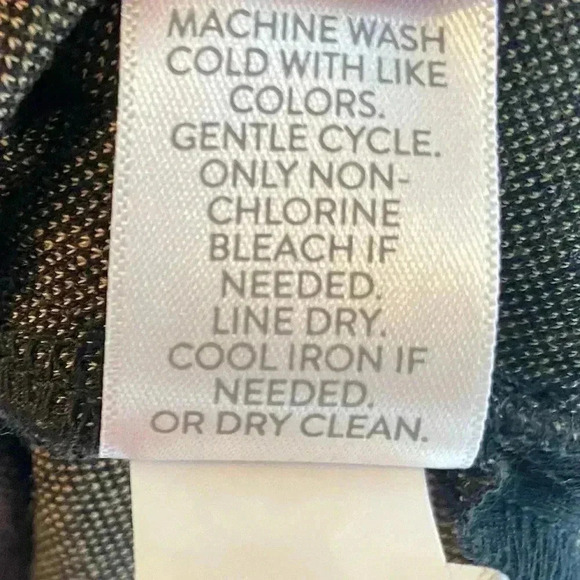 MACHINE WASH
COLD WITH LIKE
COLORS.
GENTLE CYCLE.
ONLY NON-
CHLORINE
BLEACH IF
NEEDED.
LINE DRY.
COOL IRON IF
NEEDED.
OR DRY CLEAN.